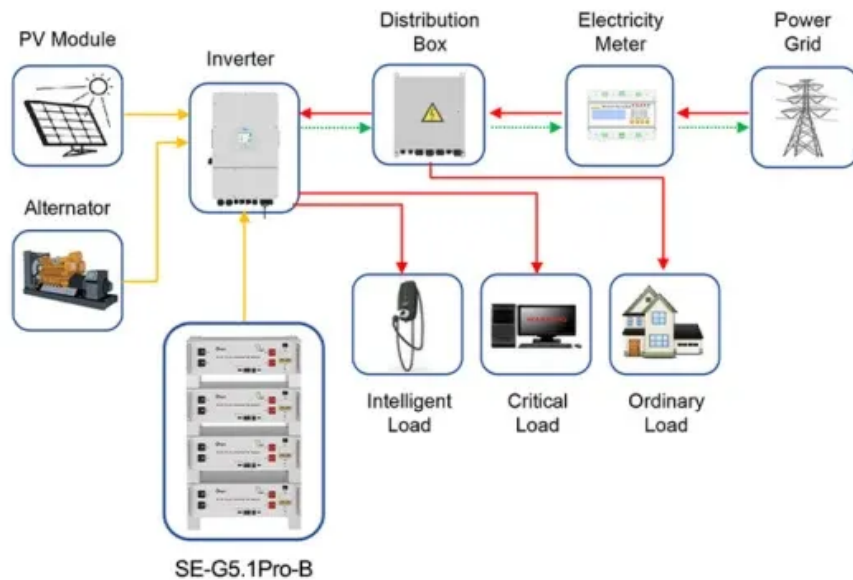 PV Module
Inverter
Distribution
Box
Electricity
Meter
Power
Grid
Alternator
Intelligent
Load
Critical
Load
Ordinary
Load
SE-G5.1Pro-B